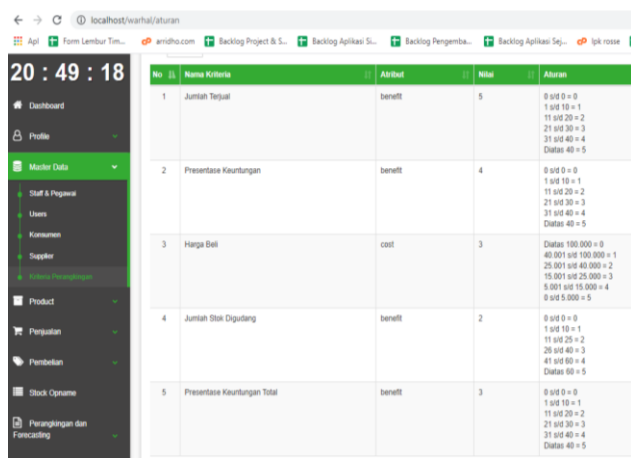 localhost/warhal/aturan
Apl Form Lembur Tim... arridho.com Backlog Project & S... Backlog Aplikasi Si... Backlog Pengemba... Backlog Aplikasi Sej... lpk rosse
20 : 49 : 18
Dashboard
Profile
Master Data
Staff & Pegawai
Users
Konsumen
Supplier
Kriteria Perangkingan
Product
Penjualan
Pembelian
Stock Opname
Perangkingan dan
Forecasting
No Nama Kriteria Atribut Nilai Aturan
1 Jumlah Terjual benefit 5 0 s/d 0 = 0
1 s/d 10 = 1
11 s/d 20 = 2
21 s/d 30 = 3
31 s/d 40 = 4
Diatas 40 = 5
2 Presentase Keuntungan benefit 4 0 s/d 0 = 0
1 s/d 10 = 1
11 s/d 20 = 2
21 s/d 30 = 3
31 s/d 40 = 4
Diatas 40 = 5
3 Harga Beli cost 3 Diatas 100.000 = 0
40.001 s/d 100.000 = 1
25.001 s/d 40.000 = 2
15.001 s/d 25.000 = 3
5.001 s/d 15.000 = 4
0 s/d 5.000 = 5
4 Jumlah Stok Digudang benefit 2 0 s/d 0 = 0
1 s/d 10 = 1
11 s/d 25 = 2
26 s/d 40 = 3
41 s/d 60 = 4
Diatas 60 = 5
5 Presentase Keuntungan Total benefit 3 0 s/d 0 = 0
1 s/d 10 = 1
11 s/d 20 = 2
21 s/d 30 = 3
31 s/d 40 = 4
Diatas 40 = 5